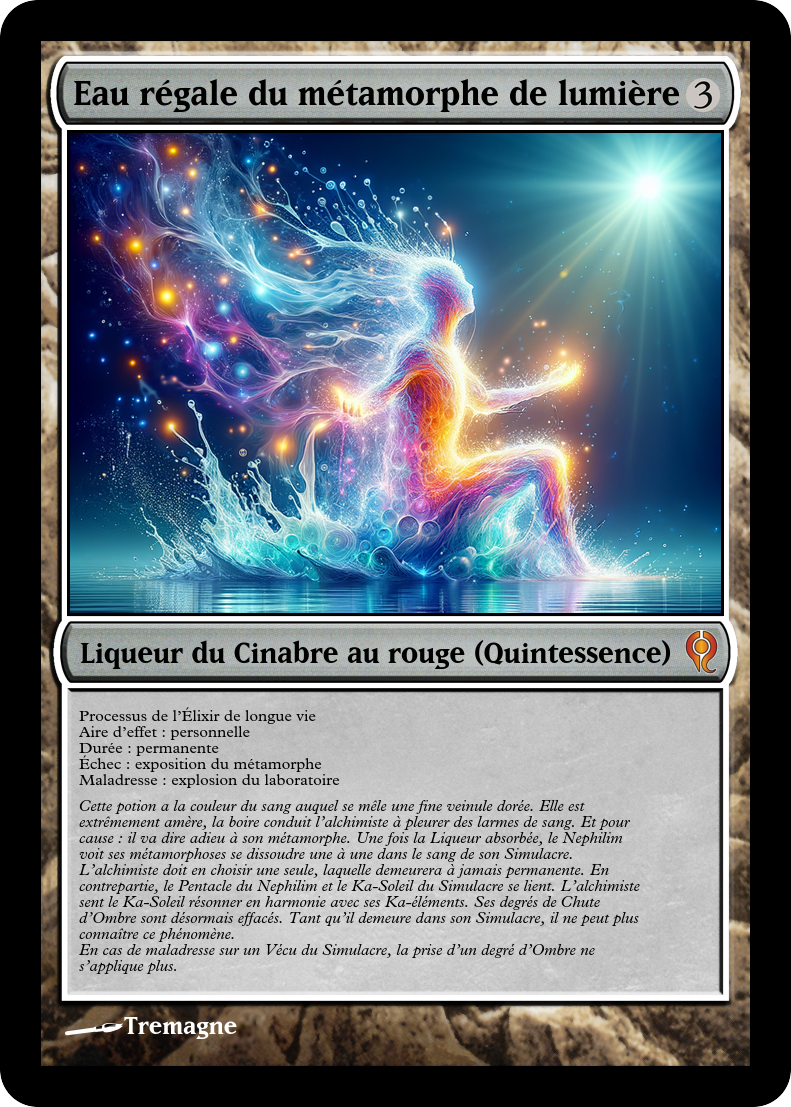 Eau régale du métamorphe de lumière 3
Liqueur du Cinabre au rouge (Quintessence)
Processus de l'Élixir de longue vie
Aire d'effet : personnelle
Durée : permanente
Échec : exposition du métamorphe
Maladresse : explosion du laboratoire
Cette potion a la couleur du sang auquel se mêle une fine veinule dorée. Elle est
extrêmement amère, la boire conduit l'alchimiste à pleurer des larmes de sang. Et pour
cause : il va dire adieu à son métamorphe. Une fois la Liqueur absorbée, le Nephilim
voit ses métamorphoses se dissoudre une à une dans le sang de son Simulacre.
L'alchimiste doit en choisir une seule, laquelle demeurera à jamais permanente. En
contrepartie, le Pentacle du Nephilim et le Ka-Soleil du Simulacre se lient. L'alchimiste
sent le Ka-Soleil résonner en harmonie avec ses Ka-éléments. Ses degrés de Chute
d'Ombre sont désormais effacés. Tant qu'il demeure dans son Simulacre, il ne peut plus
connaître ce phénomène.
En cas de maladresse sur un Vécu du Simulacre, la prise d'un degré d'Ombre ne
s'applique plus.
Tremagne